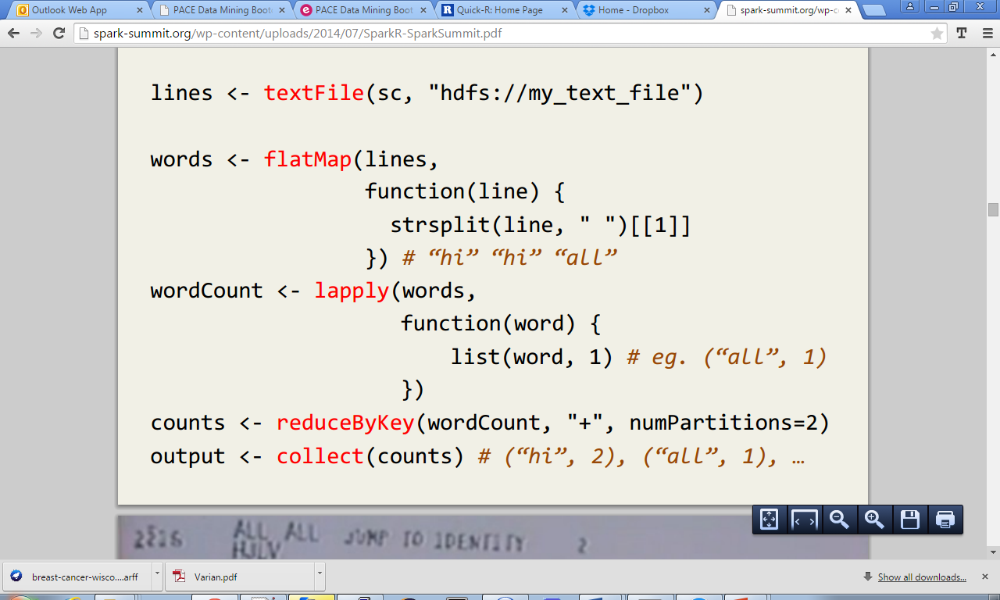 Outlook Web App
PACE Data Mining Boot
PACE Data Mining Boot
Quick-R: Home Page
Home - Dropbox
spark-summit.org/wp-c
spark-summit.org/wp-content/uploads/2014/07/SparkR-SparkSummit.pdf
lines <- textFile(sc, "hdfs://my_text_file")
words <- flatMap(lines,
function(line) {
strsplit(line, " ")[[1]]
}) # “hi” “hi” “all”
wordCount <- lapply(words,
function(word) {
list(word, 1) # eg. (“all”, 1)
})
counts <- reduceByKey(wordCount, "+", numPartitions=2)
output <- collect(counts) # (“hi”, 2), (“all”, 1), …
ALL ALL JUMP TO IDENTITY 2
breast-cancer-wisco....arff
Varian.pdf
Show all downloads...